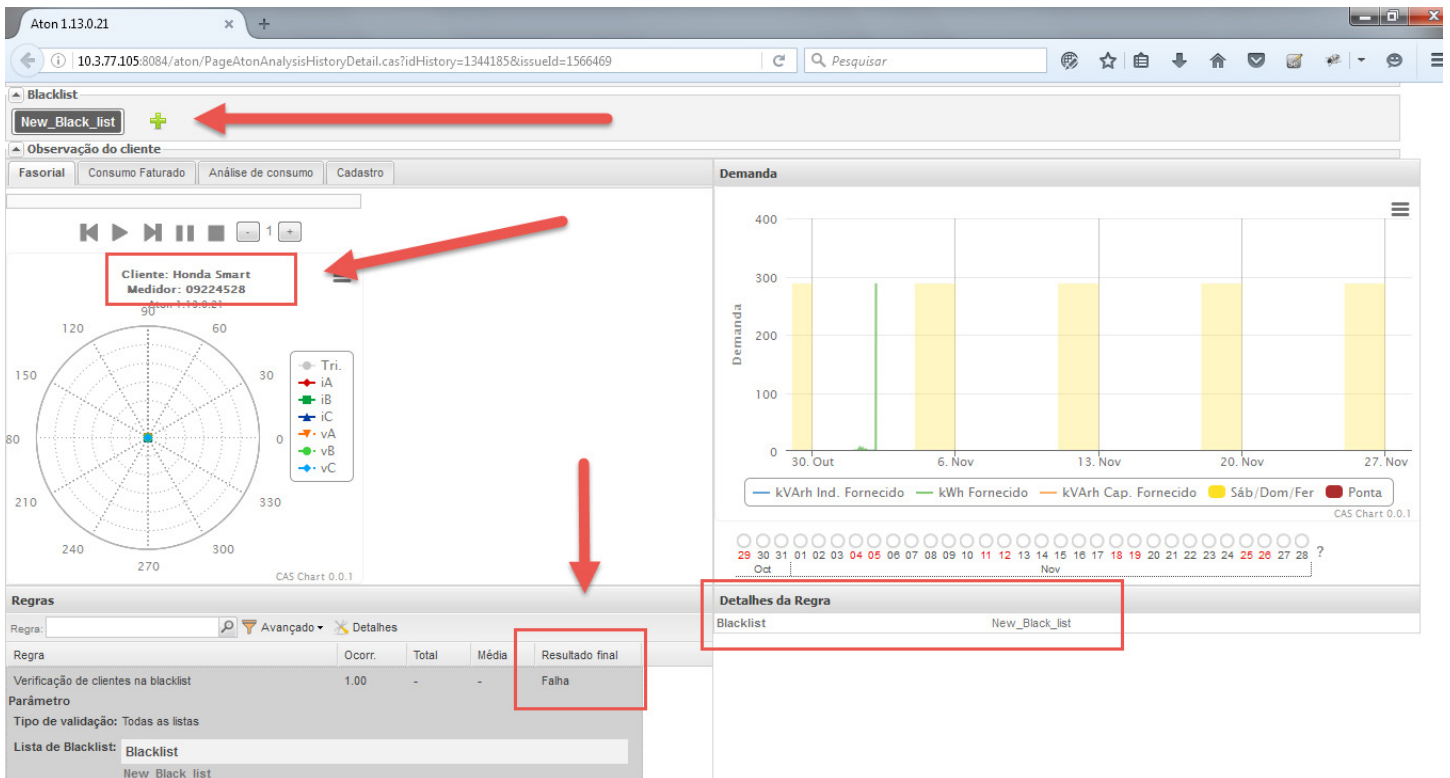 Aton 1.13.0.21
10.3.77.105:8084/aton/PageAtonAnalysisHistoryDetail.cas?idHistory=1344185&issueId=1566469
Pesquisar
Blacklist
New_Black_list
Observação do cliente
Fasorial Consumo Faturado Análise de consumo Cadastro
- 1 +
Cliente: Honda Smart
Medidor: 09224528
Aton 1.13.0.21
90
120 60
150 30
80 0
210 330
240 300
270
Tri.
iA
iB
iC
vA
vB
vC
CAS Chart 0.0.1
Demanda
400
300
200
100
0
Demanda
30. Out 6. Nov 13. Nov 20. Nov 27. Nov
kVArh Ind. Fornecido kWh Fornecido kVArh Cap. Fornecido Sáb/Dom/Fer Ponta
CAS Chart 0.0.1
29 30 31 01 02 03 04 05 06 07 08 09 10 11 12 13 14 15 16 17 18 19 20 21 22 23 24 25 26 27 28 ?
Oct Nov
Regras
Regra: Avançado Detalhes
Regra Ocorr. Total Média Resultado final
Verificação de clientes na blacklist 1.00 - - Falha
Parâmetro
Tipo de validação: Todas as listas
Lista de Blacklist: Blacklist
New_Black_list
Detalhes da Regra
Blacklist New_Black_list